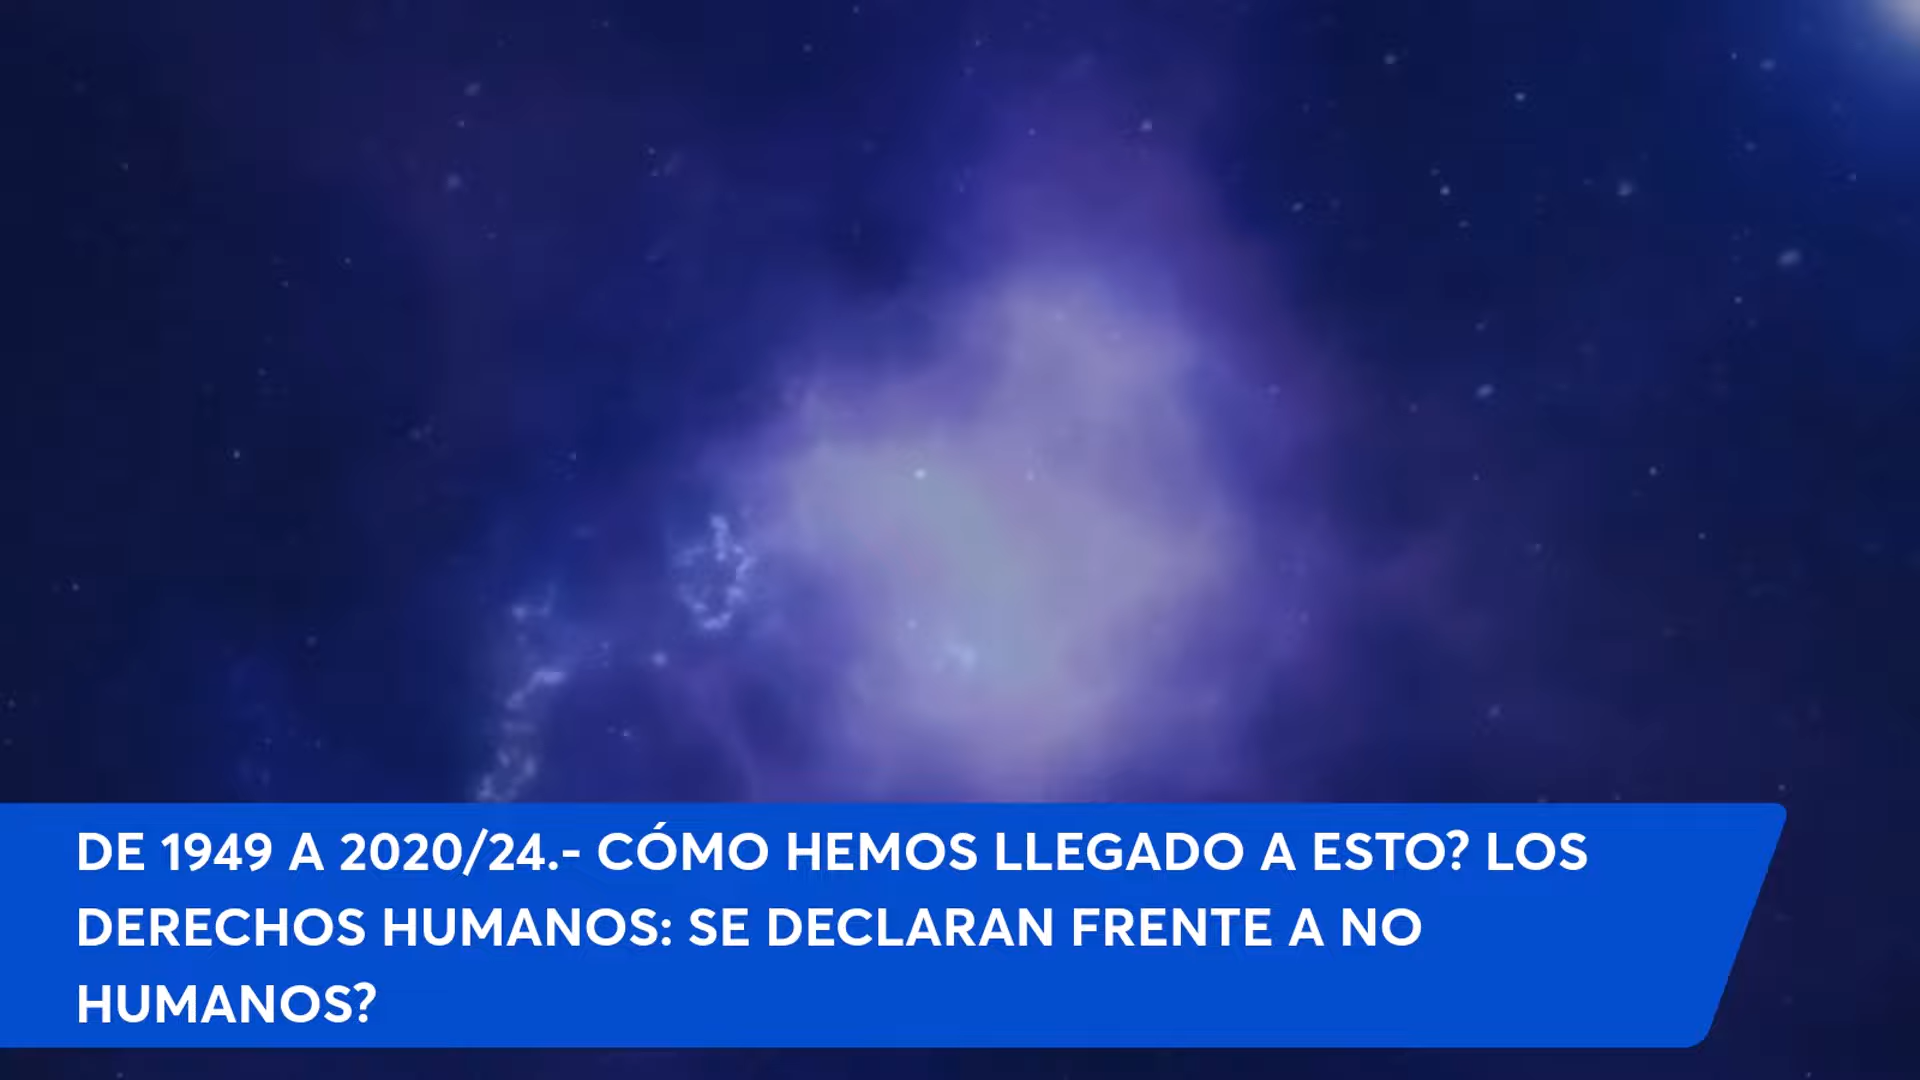 DE 1949 A 2020/24.- CÓMO HEMOS LLEGADO A ESTO? LOS
DERECHOS HUMANOS: SE DECLARAN FRENTE A NO
HUMANOS?